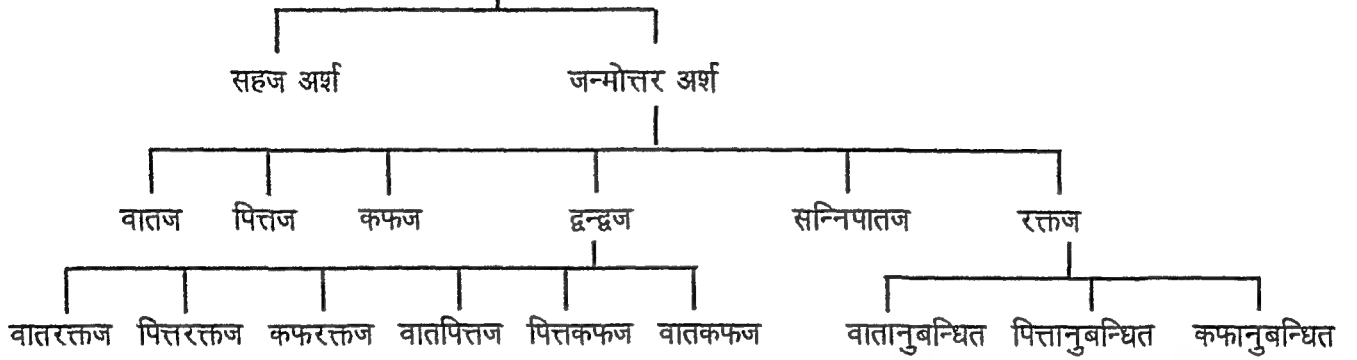 सहज अर्श जन्मोत्तर अर्श
वातज पित्तज कफज द्वन्द्वज सन्निपातज रक्तज
वातरक्तज पित्तरक्तज कफरक्तज वातपित्तज पित्तकफज वातकफज वातानुबन्धित पित्तानुबन्धित कफानुबन्धित